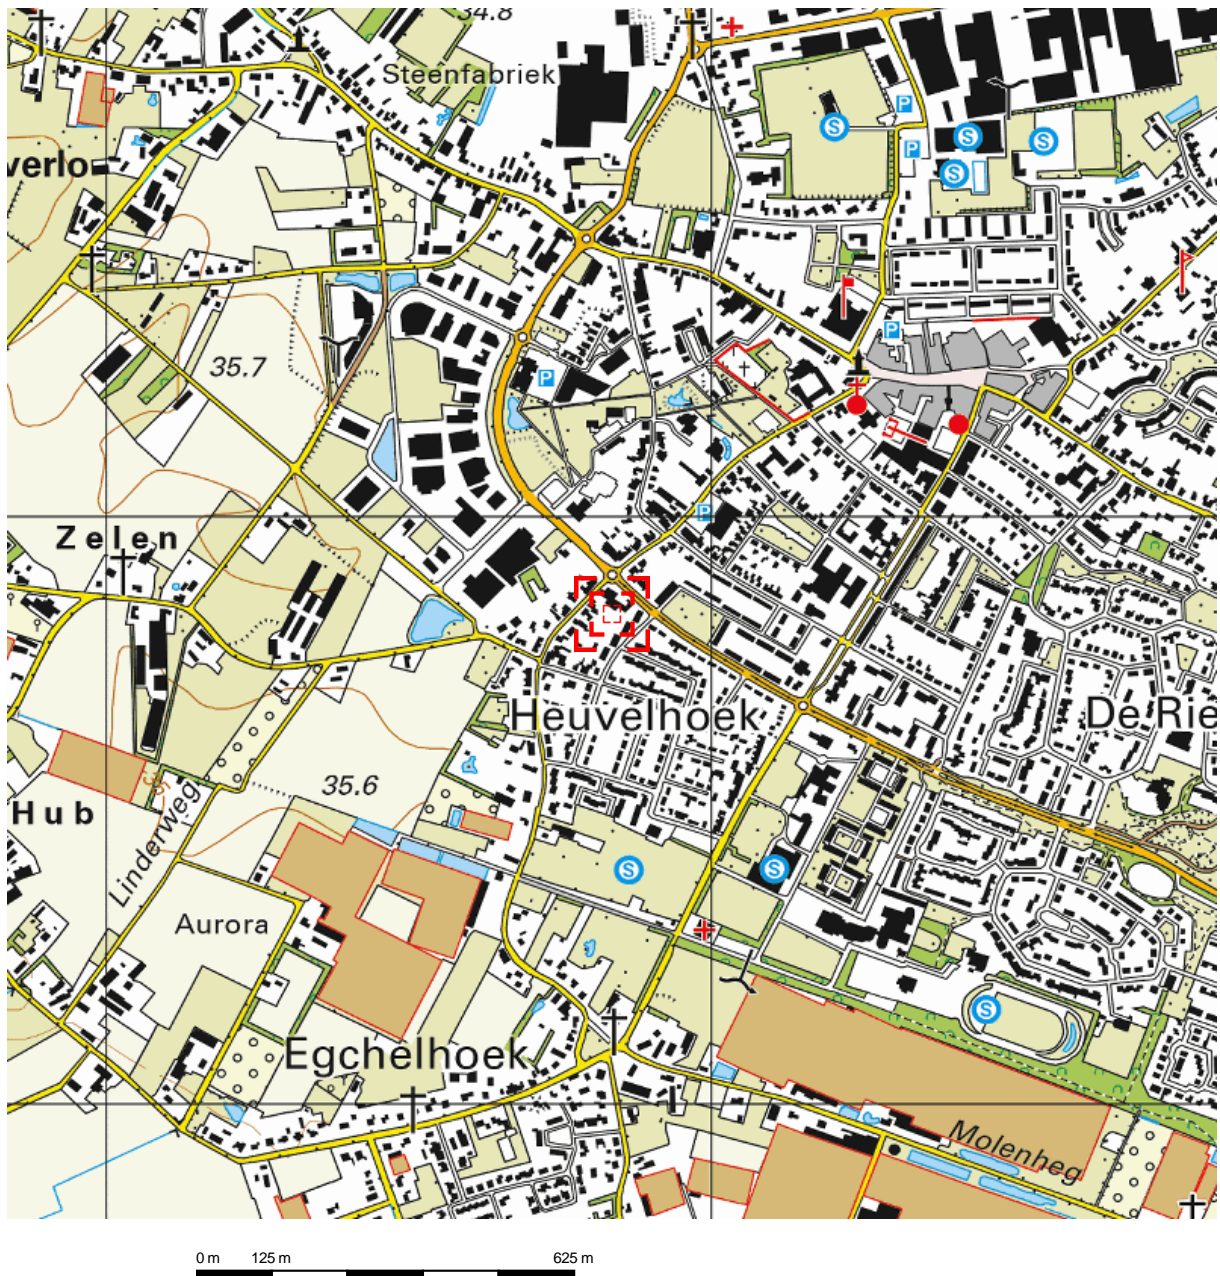 34.8
Steenfabriek
P
S
S
S
P
S
verlo
35.7
P
P
P
Zelen
Heuvelhoek
De Rie
35.6
36
Hub
Linderweg
S
S
Aurora
S
Egchelhoek
Molenheg
0 m 125 m 625 m